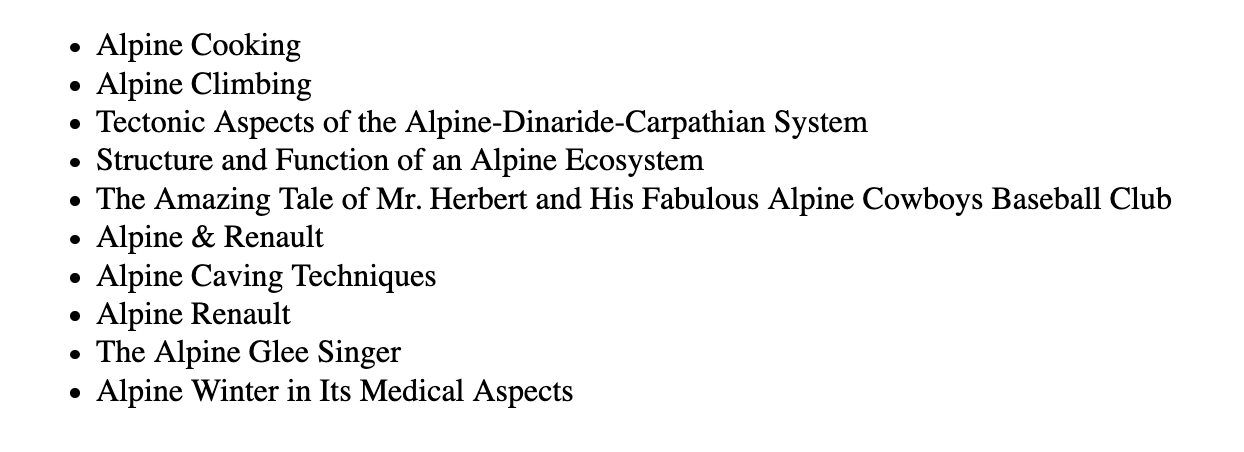 • Alpine Cooking
• Alpine Climbing
• Tectonic Aspects of the Alpine-Dinaride-Carpathian System
• Structure and Function of an Alpine Ecosystem
• The Amazing Tale of Mr. Herbert and His Fabulous Alpine Cowboys Baseball Club
• Alpine & Renault
• Alpine Caving Techniques
• Alpine Renault
• The Alpine Glee Singer
• Alpine Winter in Its Medical Aspects